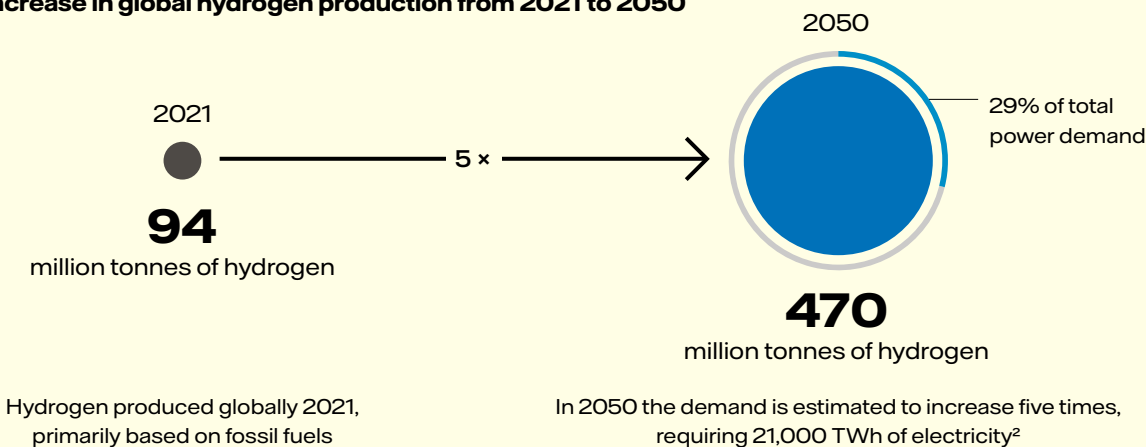 crease in global hydrogen production from 2021 to 2050
2050
2021
29% of total
power demand
5 ×
94
million tonnes of hydrogen
470
million tonnes of hydrogen
Hydrogen produced globally 2021,
primarily based on fossil fuels
In 2050 the demand is estimated to increase five times,
requiring 21,000 TWh of electricity²